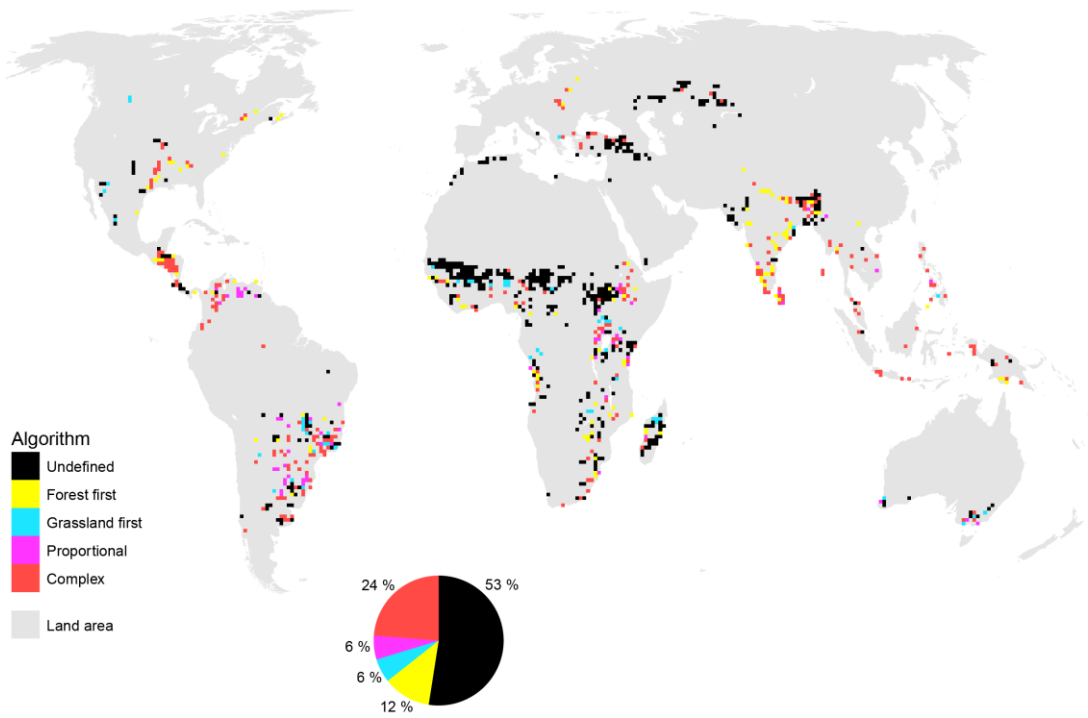 Algorithm
Undefined
Forest first
Grassland first
Proportional
Complex
Land area
24 %
53 %
6 %
6 %
12 %